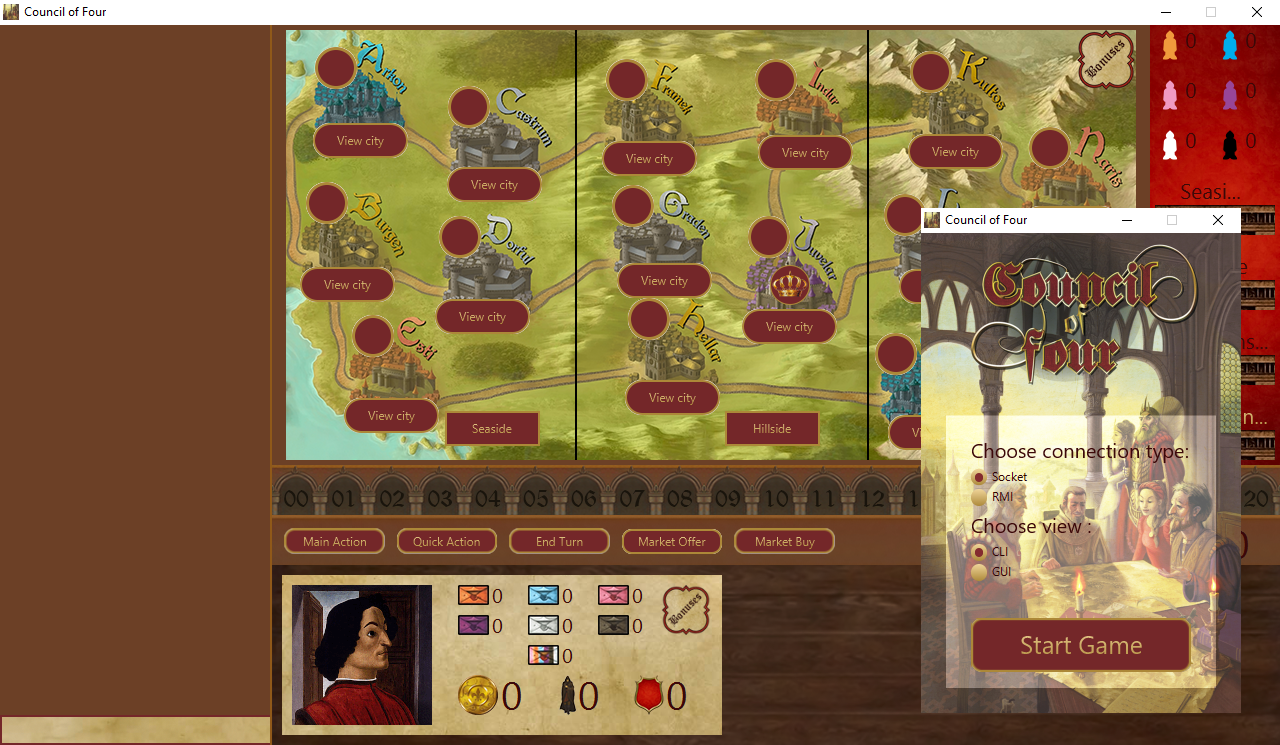 Council of Four
Arkon
View city
Castrum
View city
Burgen
View city
Dorful
View city
Esti
View city
Seaside
Framek
View city
Indur
View city
Graden
View city
Juvelar
View city
Hellar
View city
Hillside
Kultos
View city
Naris
Bonuses
0
0
0
0
0
0
Seasi...
Council of Four
Council
of
four
Choose connection type:
Socket
RMI
Choose view :
CLI
GUI
Start Game
00 01 02 03 04 05 06 07 08 09 10 11 12
20
Main Action
Quick Action
End Turn
Market Offer
Market Buy
0 0 0
0 0 0
0
Bonuses
0 0 0